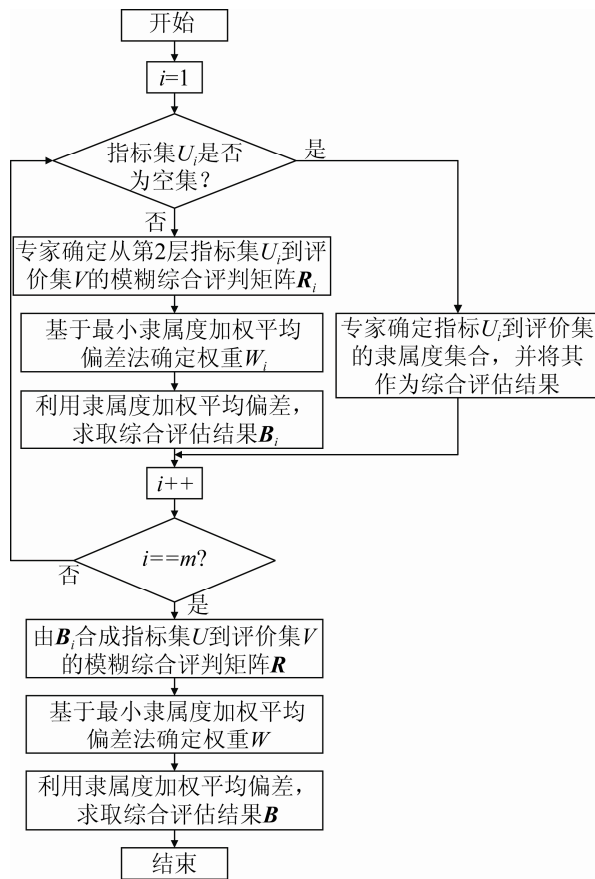 开始
i=1
指标集Ui是否
为空集？
是
否
专家确定从第2层指标集Ui到评
价集V的模糊综合评判矩阵Ri
基于最小隶属度加权平均
偏差法确定权重Wi
利用隶属度加权平均偏差，
求取综合评估结果Bi
专家确定指标Ui到评价集
的隶属度集合，并将其
作为综合评估结果
i++
i==m?
否
是
由Bi合成指标集U到评价集V
的模糊综合评判矩阵R
基于最小隶属度加权平均
偏差法确定权重W
利用隶属度加权平均偏差，
求取综合评估结果B
结束